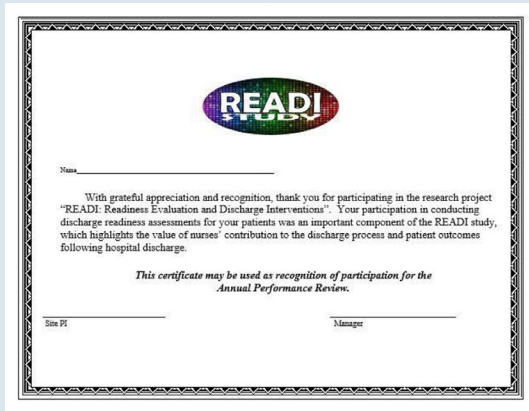 READI
STUDY
Name
With grateful appreciation and recognition, thank you for participating in the research project
"READI: Readiness Evaluation and Discharge Interventions". Your participation in conducting
discharge readiness assessments for your patients was an important component of the READI study,
which highlights the value of nurses' contribution to the discharge process and patient outcomes
following hospital discharge.
This certificate may be used as recognition of participation for the
Annual Performance Review.
Site PI Manager